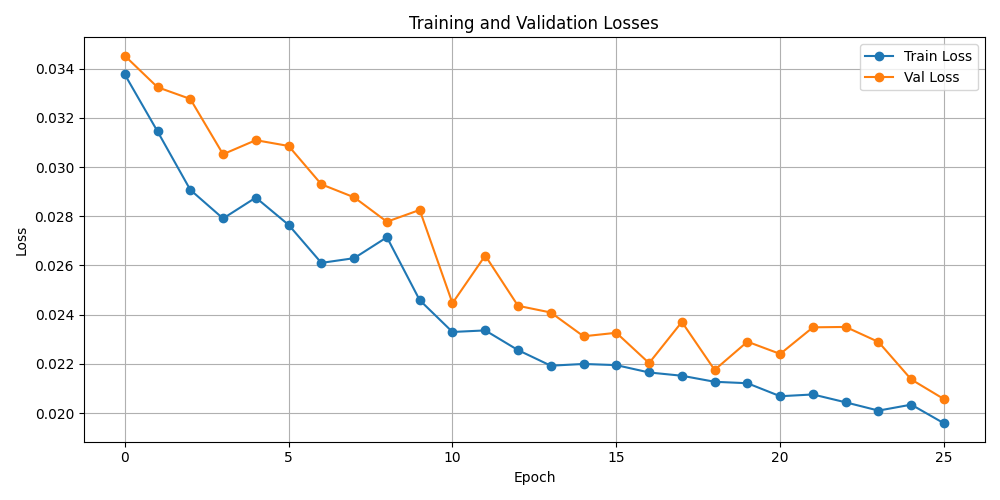 Training and Validation Losses
Train Loss
Val Loss
0.034
0.032
0.030
0.028
0.026
0.024
0.022
0.020
Loss
0 5 10 15 20 25
Epoch